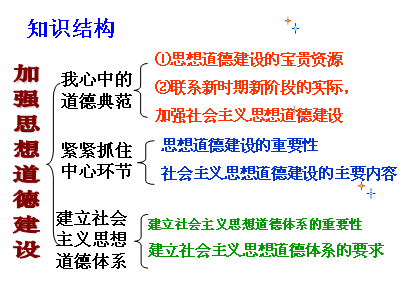 知识结构
加强思想道德建设
我心中的
道德典范
①思想道德建设的宝贵资源
②联系新时期新阶段的实际，
加强社会主义思想道德建设
紧紧抓住
中心环节
思想道德建设的重要性
社会主义思想道德建设的主要内容
建立社会
主义思想
道德体系
建立社会主义思想道德体系的重要性
建立社会主义思想道德体系的要求